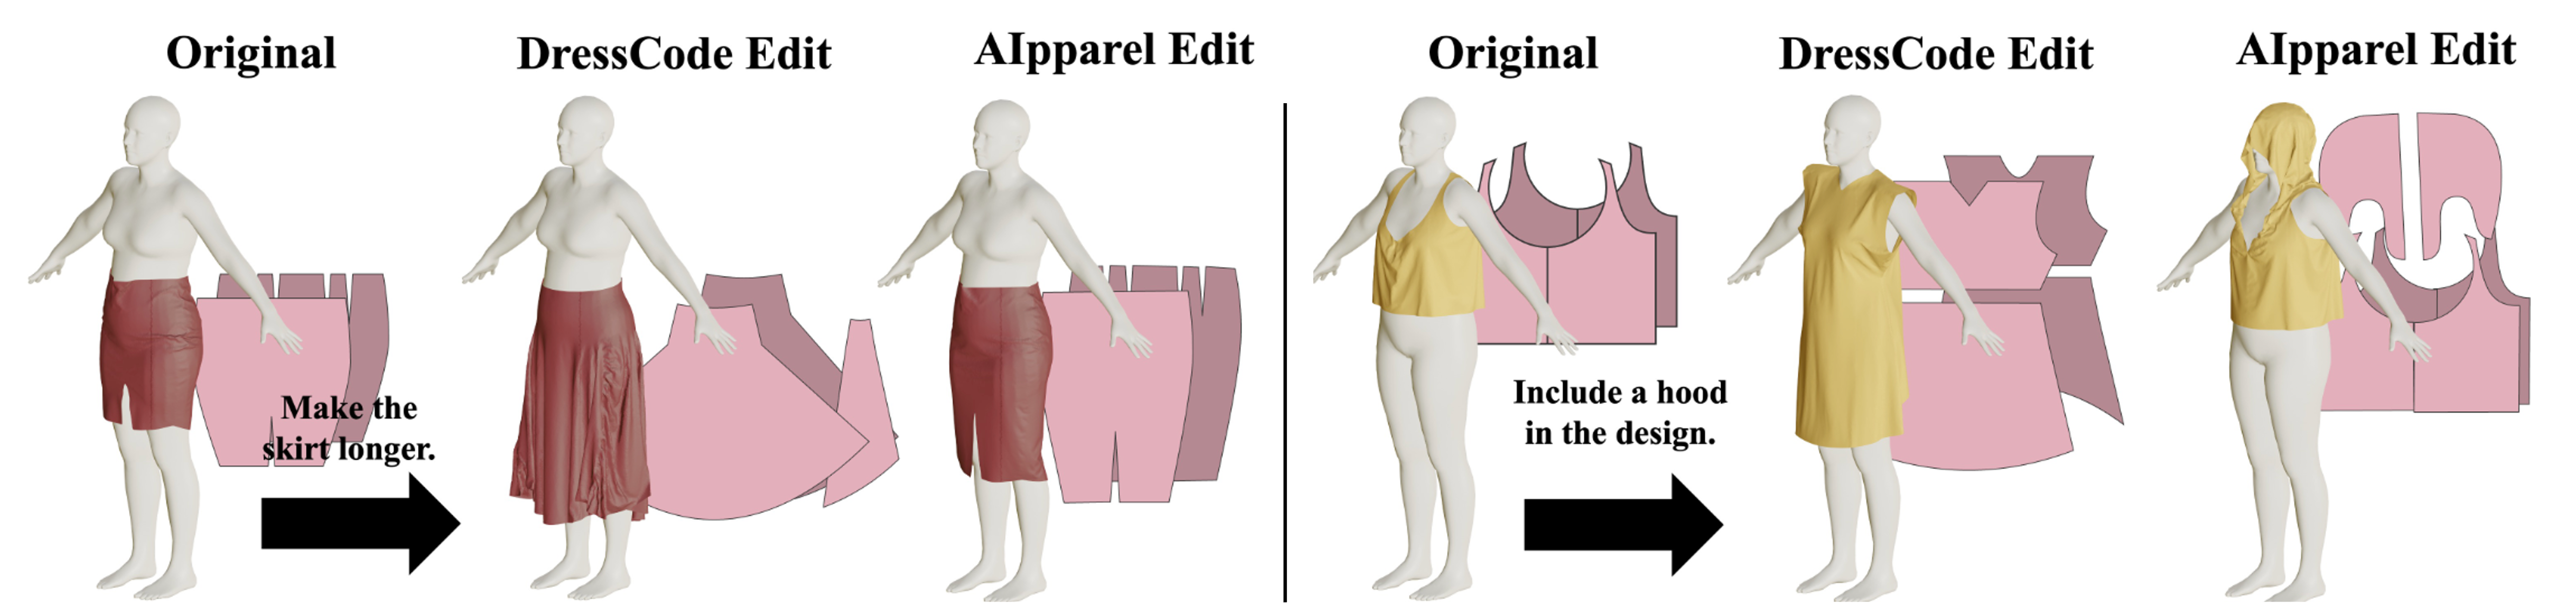 Original
DressCode Edit
AIpparel Edit
Make the
skirt longer.
Original
DressCode Edit
AIpparel Edit
Include a hood
in the design.